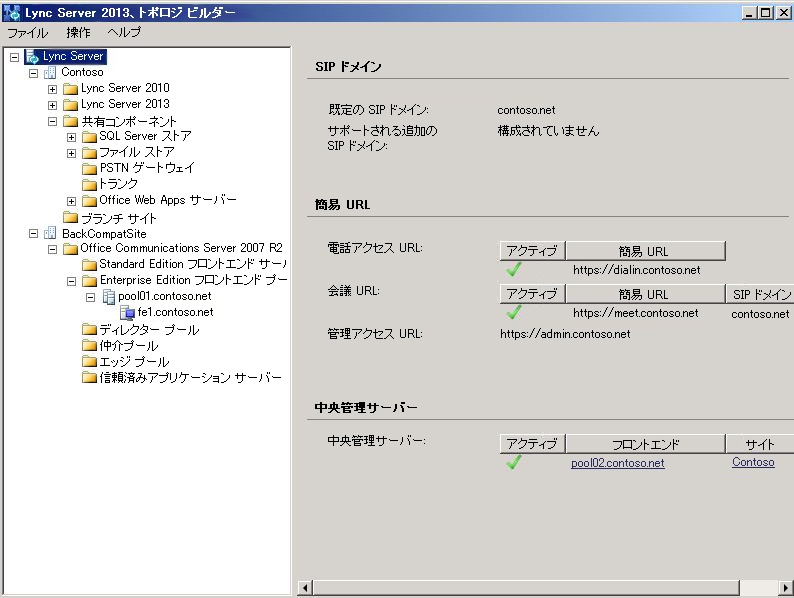 Lync Server 2013、トポロジ ビルダー
ファイル 操作 ヘルプ
Lync Server
Contoso
Lync Server 2010
Lync Server 2013
共有コンポーネント
SQL Server ストア
ファイル ストア
PSTN ゲートウェイ
トランク
Office Web Apps サーバー
ブランチ サイト
BackCompatSite
Office Communications Server 2007 R2
Standard Edition フロントエンド サーバ
Enterprise Edition フロントエンド プー
pool01.contoso.net
fe1.contoso.net
ディレクター プール
仲介プール
エッジ プール
信頼済みアプリケーション サーバー
SIP ドメイン
既定の SIP ドメイン: contoso.net
サポートされる追加の 構成されていません
SIP ドメイン:
簡易 URL
電話アクセス URL: アクティブ 簡易 URL
https://dialin.contoso.net
会議 URL: アクティブ 簡易 URL SIP ドメイン
https://meet.contoso.net contoso.net
管理アクセス URL: https://admin.contoso.net
中央管理サーバー
中央管理サーバー: アクティブ フロントエンド サイト
pool02.contoso.net Contoso